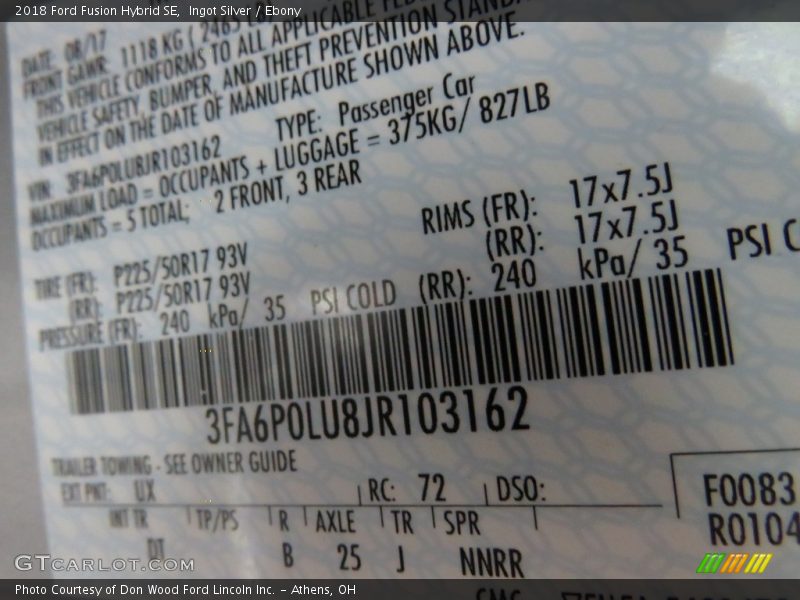 2018 Ford Fusion Hybrid SE, Ingot Silver / Ebony
DATE: 08/17
FRONT GAWR: 1118 KG ( 2465 LB)
THIS VEHICLE CONFORMS TO ALL APPLICABLE
VEHICLE SAFETY, BUMPER, AND THEFT PREVENTION STANDA
IN EFFECT ON THE DATE OF MANUFACTURE SHOWN ABOVE.
VIN: 3FA6P0LU8JR103162 TYPE: Passenger Car
MAXIMUM LOAD = OCCUPANTS + LUGGAGE = 375KG/ 827LB
OCCUPANTS = 5 TOTAL; 2 FRONT, 3 REAR
RIMS (FR): 17x7.5J
(RR): 17x7.5J
TIRE (FR): P225/50R17 93V
(RR): P225/50R17 93V
PRESSURE (FR): 240 kPa/ 35 PSI COLD (RR): 240 kPa/ 35 PSI C
3FA6P0LU8JR103162
TRAILER TOWING - SEE OWNER GUIDE
EXT PNT: UX RC: 72 DSO:
INT TR TP/PS R AXLE TR SPR
DT B 25 J NNRR
F0083
R0104
GTCARLOT.COM
Photo Courtesy of Don Wood Ford Lincoln Inc. - Athens, OH